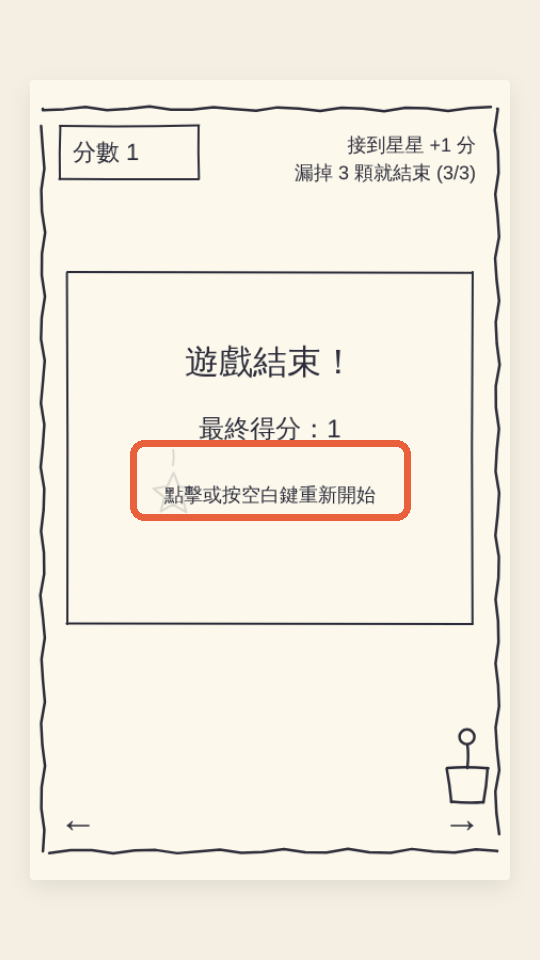 分數 1
接到星星 +1 分
漏掉 3 顆就結束 (3/3)
遊戲結束！
最終得分：1
點擊或按空白鍵重新開始
← →